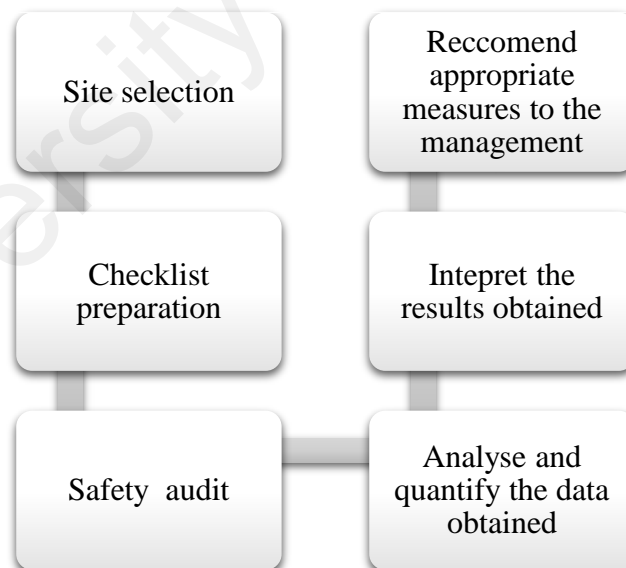 Site selection
Checklist
preparation
Safety audit
Analyse and
quantify the data
obtained
Intepret the
results obtained
Reccomend
appropriate
measures to the
management
ersity